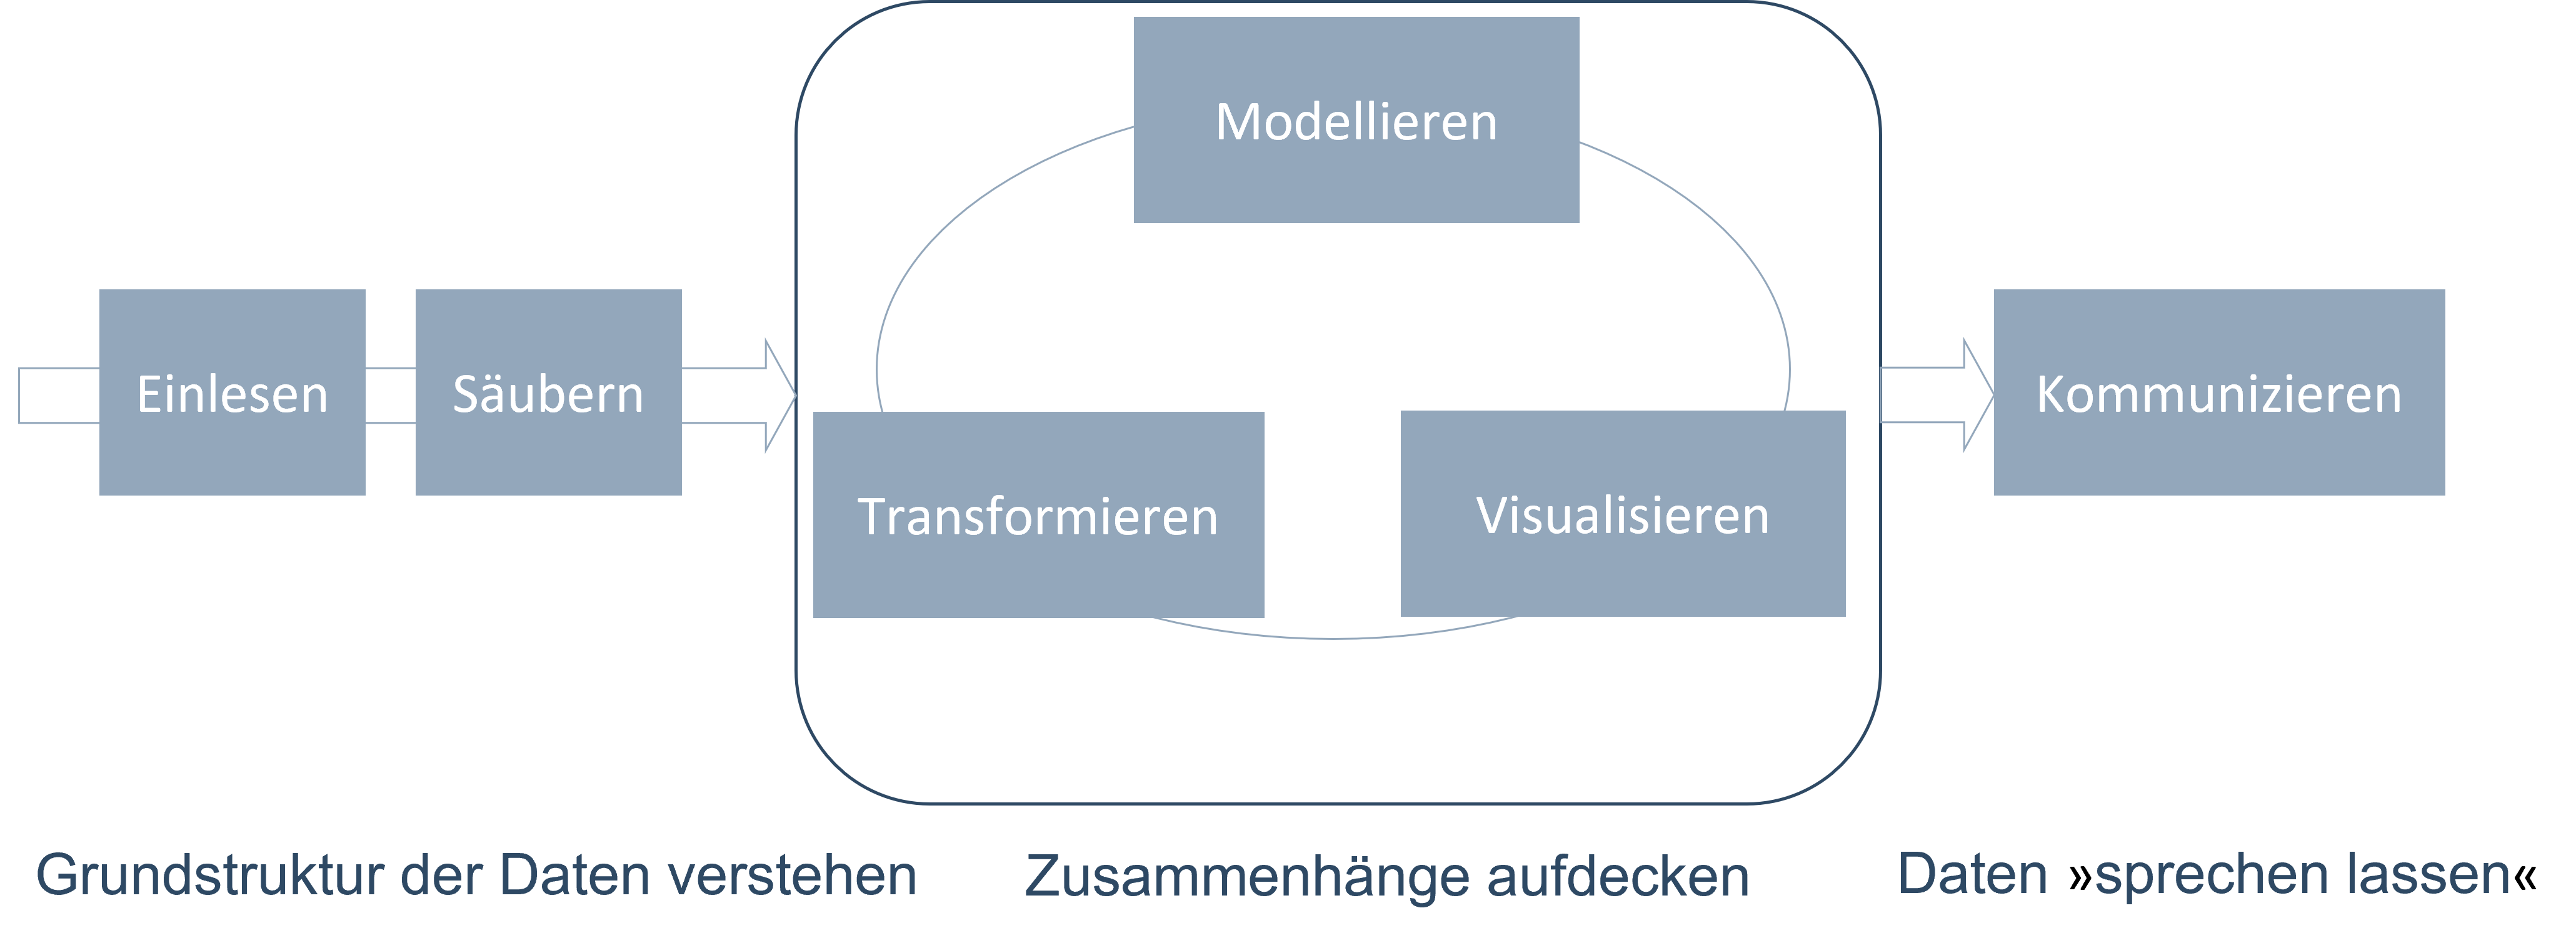 Modellieren
Einlesen
Säubern
Kommunizieren
Transformieren
Visualisieren
Grundstruktur der Daten verstehen
Zusammenhänge aufdecken
Daten »sprechen lassen«